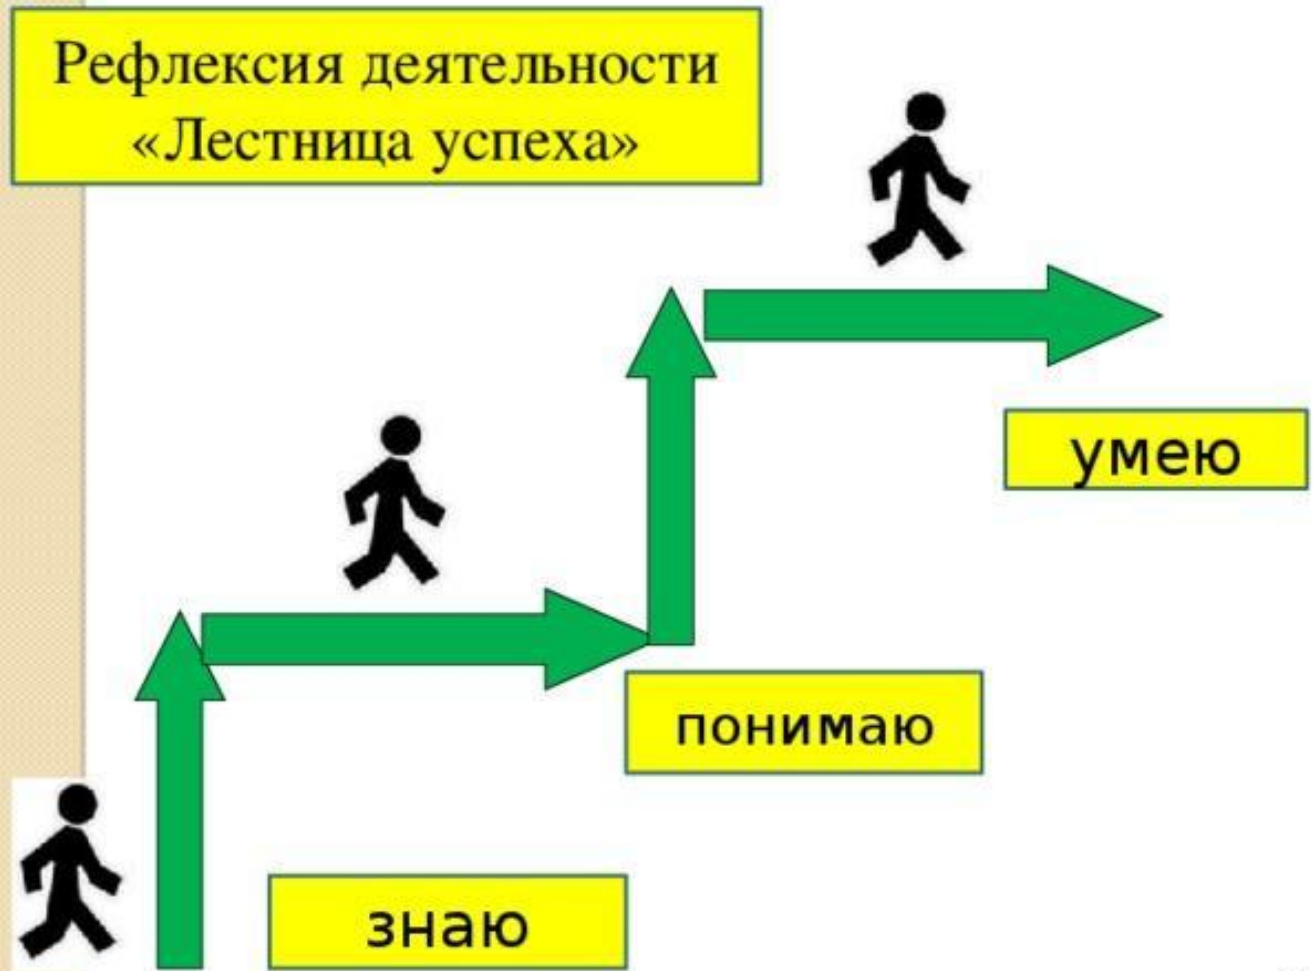 Рефлексия деятельности
«Лестница успеха»
умею
понимаю
знаю